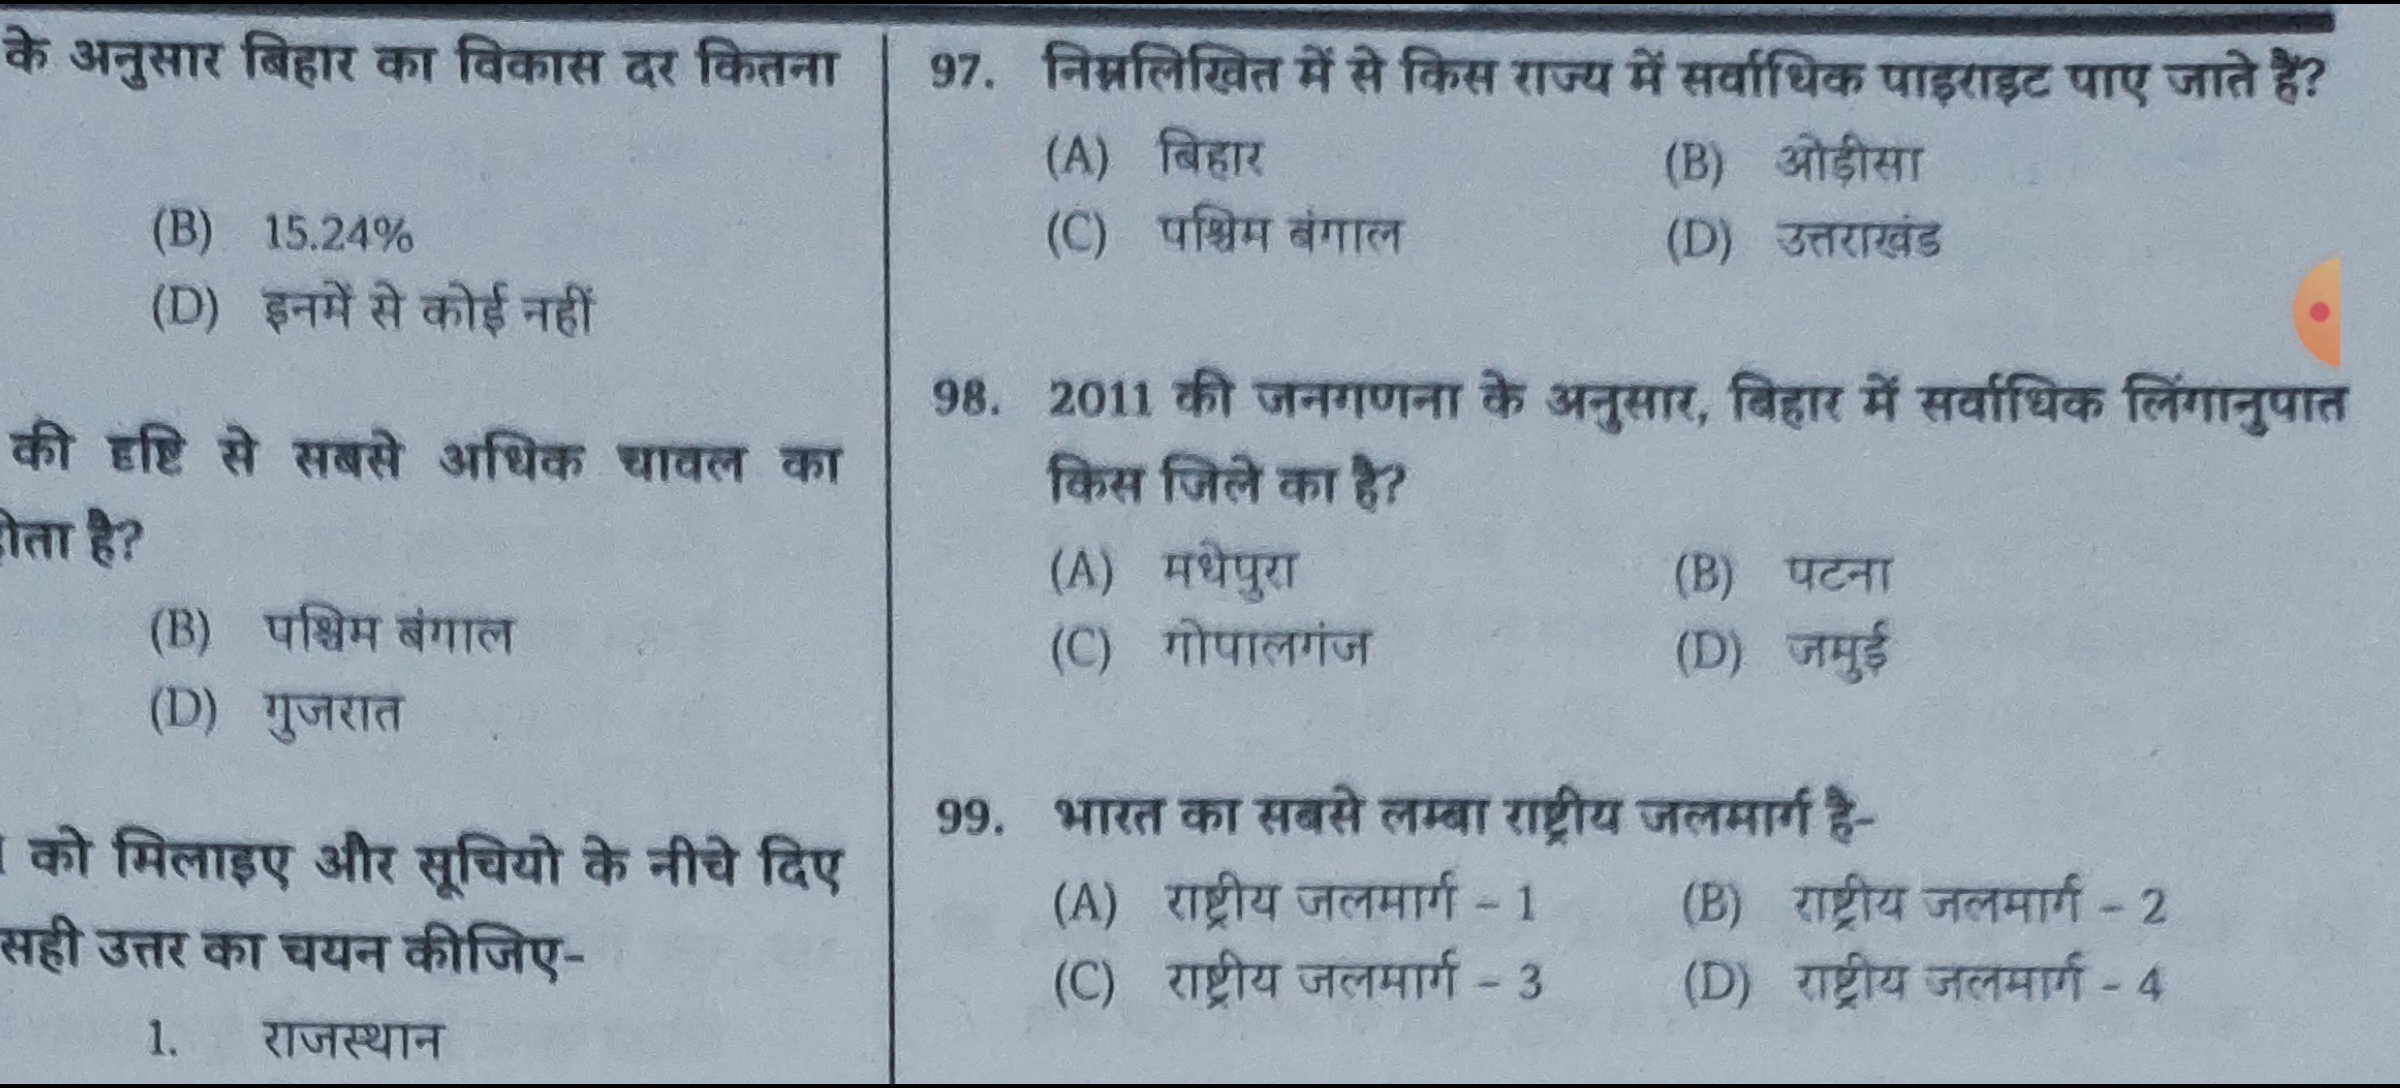 के अनुसार बिहार का विकास दर कितना
(B) 15.24%
(D) इनमें से कोई नहीं
की दृष्टि से सबसे अधिक चावल का
होता है?
(B) पश्चिम बंगाल
(D) गुजरात
को मिलाइए और सूचियो के नीचे दिए
सही उत्तर का चयन कीजिए-
1. राजस्थान
97. निम्नलिखित में से किस राज्य में सर्वाधिक पाइराइट पाए जाते हैं?
(A) बिहार (B) ओड़ीसा
(C) पश्चिम बंगाल (D) उत्तराखंड
98. 2011 की जनगणना के अनुसार, बिहार में सर्वाधिक लिंगानुपात
किस जिले का है?
(A) मधेपुरा (B) पटना
(C) गोपालगंज (D) जमुई
99. भारत का सबसे लम्बा राष्ट्रीय जलमार्ग है-
(A) राष्ट्रीय जलमार्ग - 1 (B) राष्ट्रीय जलमार्ग - 2
(C) राष्ट्रीय जलमार्ग - 3 (D) राष्ट्रीय जलमार्ग - 4